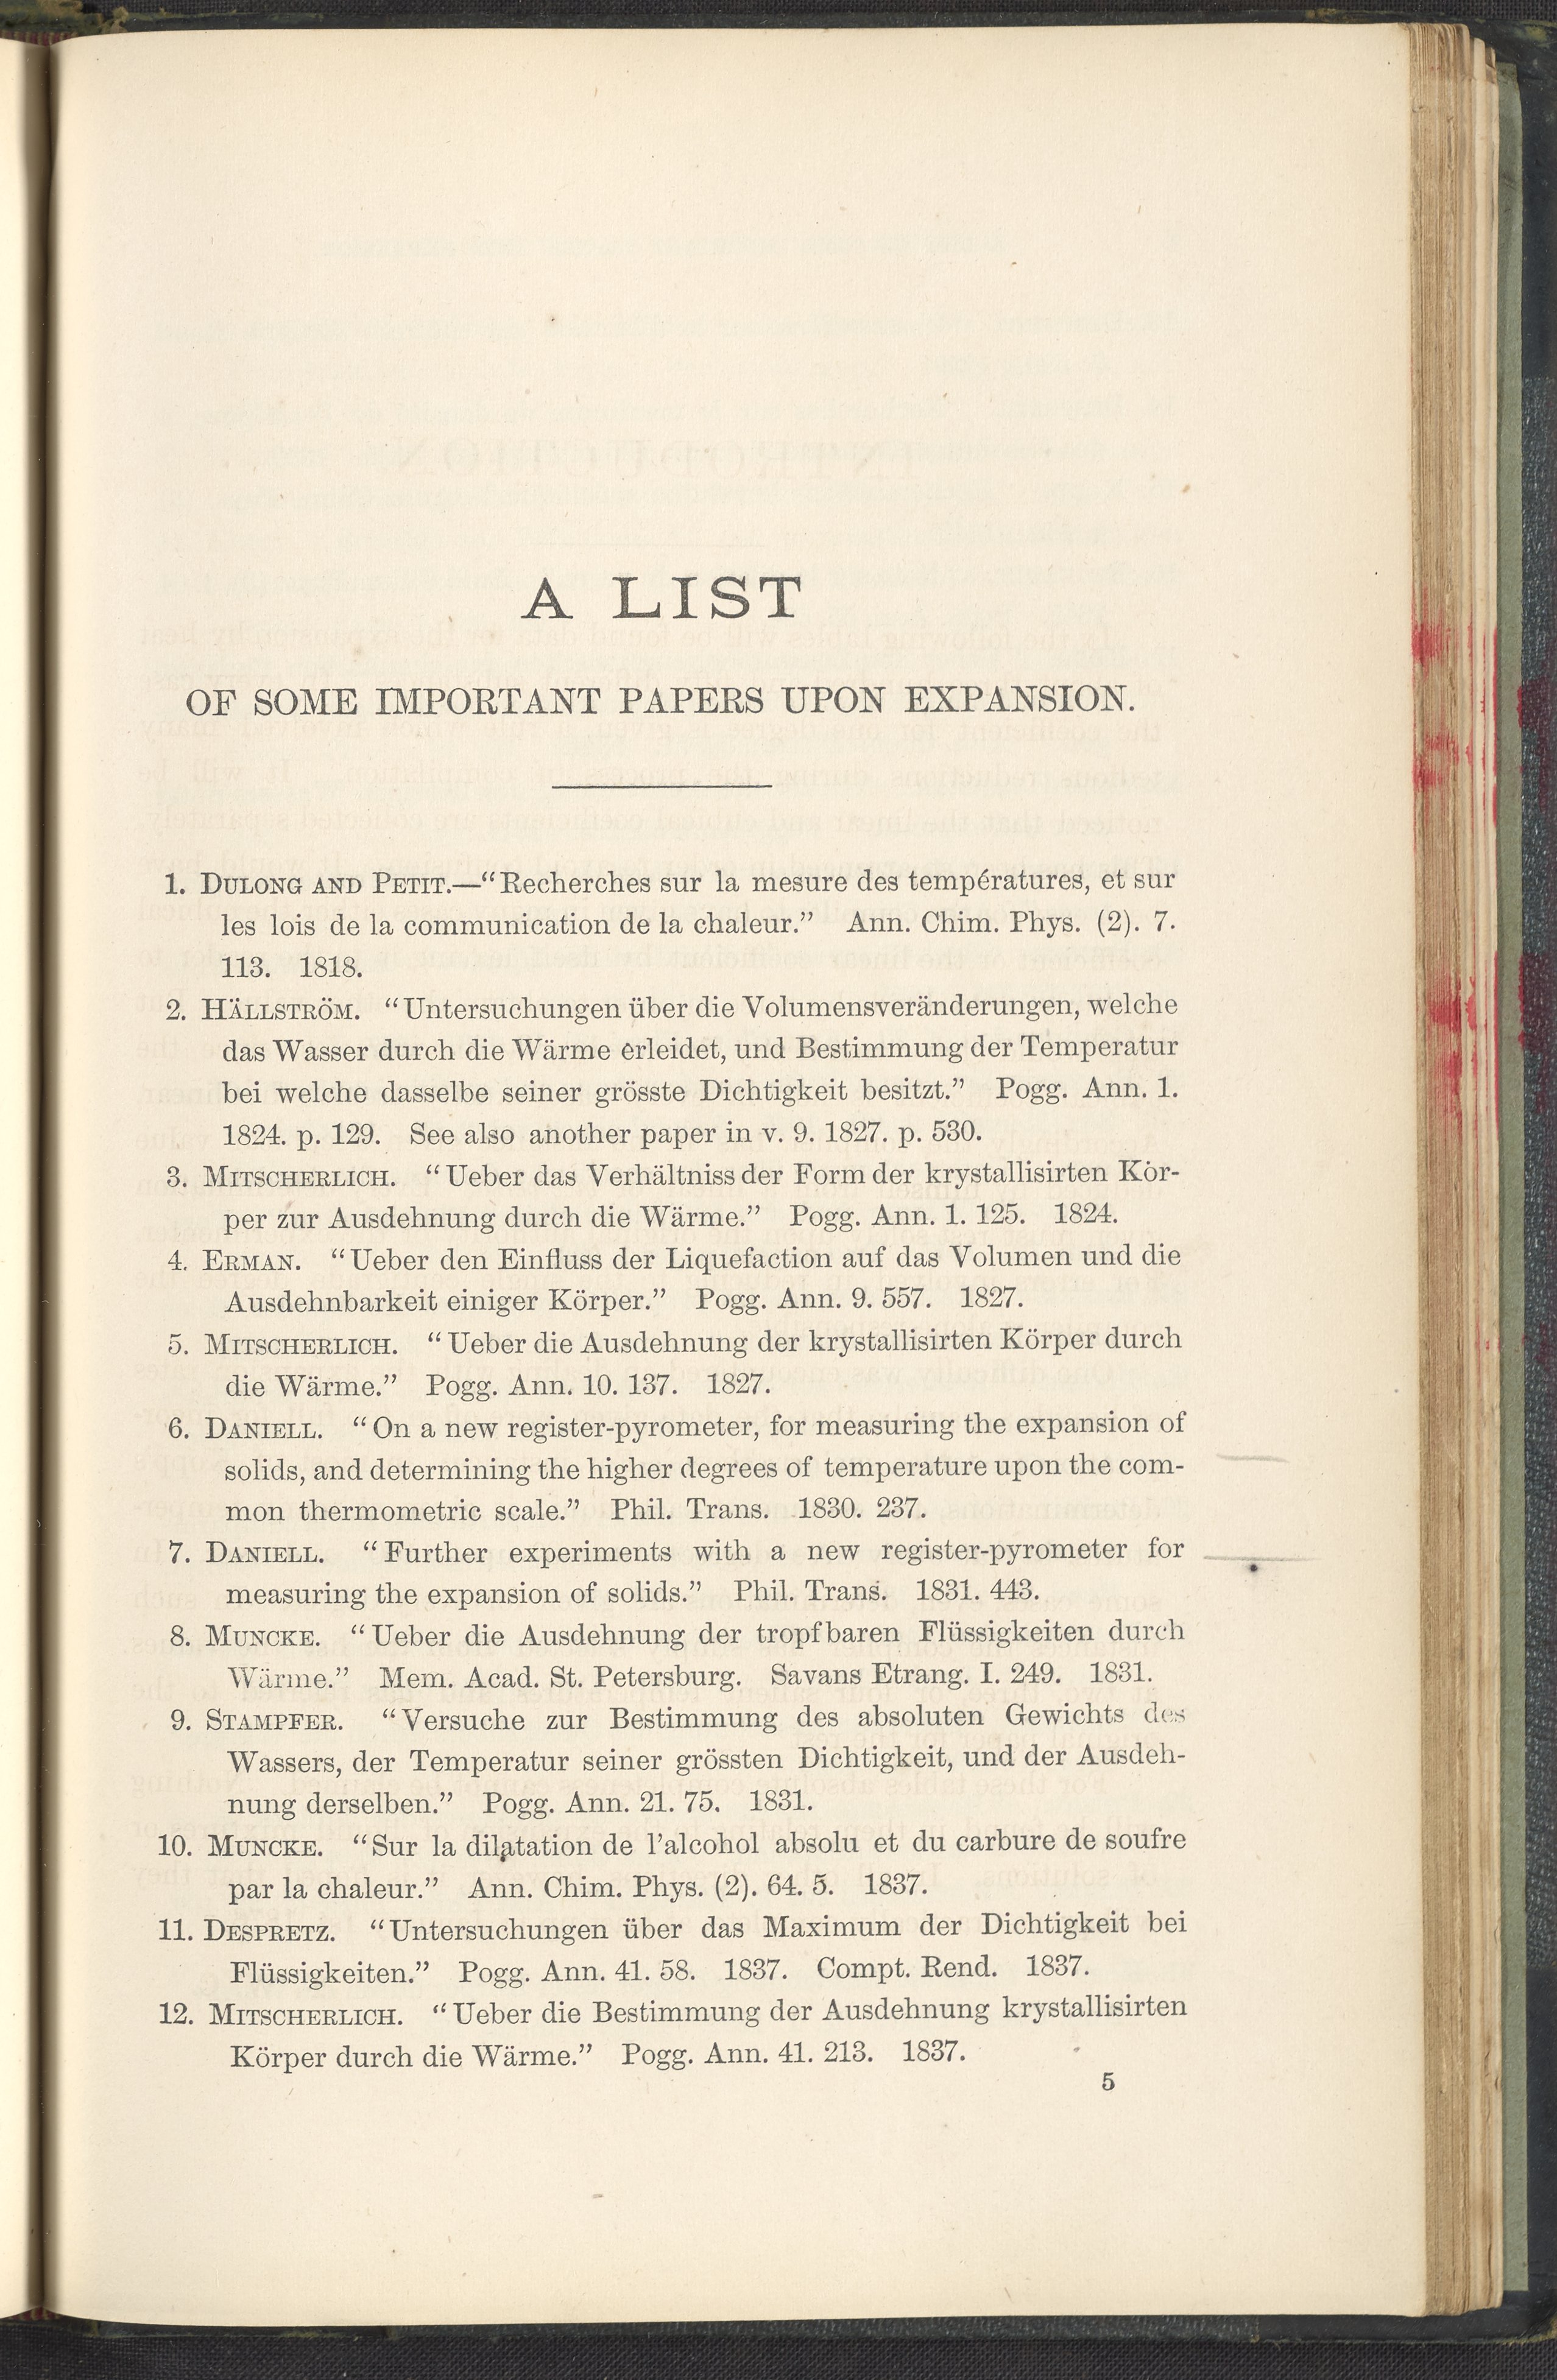 A LIST
OF SOME IMPORTANT PAPERS UPON EXPANSION.
1. DULONG AND PETIT.—“Recherches sur la mesure des températures, et sur
les lois de la communication de la chaleur.” Ann. Chim. Phys. (2). 7.
113. 1818.
2. HÄLLSTRÖM. “Untersuchungen über die Volumensveränderungen, welche
das Wasser durch die Wärme erleidet, und Bestimmung der Temperatur
bei welche dasselbe seiner grösste Dichtigkeit besitzt.” Pogg. Ann. 1.
1824. p. 129. See also another paper in v. 9. 1827. p. 530.
3. MITSCHERLICH. “Ueber das Verhältniss der Form der krystallisirten Kör-
per zur Ausdehnung durch die Wärme.” Pogg. Ann. 1. 125. 1824.
4. ERMAN. “Ueber den Einfluss der Liquefaction auf das Volumen und die
Ausdehnbarkeit einiger Körper.” Pogg. Ann. 9. 557. 1827.
5. MITSCHERLICH. “Ueber die Ausdehnung der krystallisirten Körper durch
die Wärme.” Pogg. Ann. 10. 137. 1827.
6. DANIELL. “On a new register-pyrometer, for measuring the expansion of
solids, and determining the higher degrees of temperature upon the com-
mon thermometric scale.” Phil. Trans. 1830. 237.
7. DANIELL. “Further experiments with a new register-pyrometer for
measuring the expansion of solids.” Phil. Trans. 1831. 443.
8. MUNCKE. “Ueber die Ausdehnung der tropfbaren Flüssigkeiten durch
Wärme.” Mem. Acad. St. Petersburg. Savans Etrang. I. 249. 1831.
9. STAMPFER. “Versuche zur Bestimmung des absoluten Gewichts des
Wassers, der Temperatur seiner grössten Dichtigkeit, und der Ausdeh-
nung derselben.” Pogg. Ann. 21. 75. 1831.
10. MUNCKE. “Sur la dilatation de l’alcohol absolu et du carbure de soufre
par la chaleur.” Ann. Chim. Phys. (2). 64. 5. 1837.
11. DESPRETZ. “Untersuchungen über das Maximum der Dichtigkeit bei
Flüssigkeiten.” Pogg. Ann. 41. 58. 1837. Compt. Rend. 1837.
12. MITSCHERLICH. “Ueber die Bestimmung der Ausdehnung krystallisirten
Körper durch die Wärme.” Pogg. Ann. 41. 213. 1837.
5